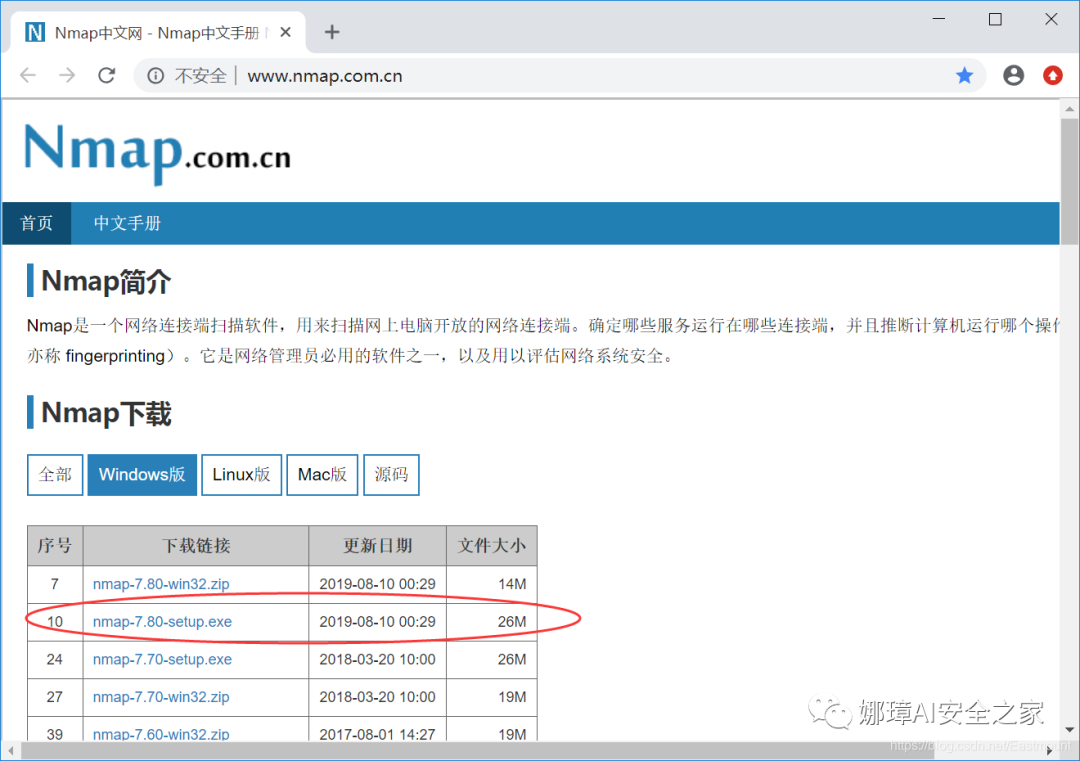 Nmap中文网 - Nmap中文手册
不安全 www.nmap.com.cn
Nmap.com.cn
首页 中文手册
Nmap简介
Nmap是一个网络连接端扫描软件，用来扫描网上电脑开放的网络连接端。确定哪些服务运行在哪些连接端，并且推断计算机运行哪个操作
亦称 fingerprinting）。它是网络管理员必用的软件之一，以及用以评估网络系统安全。
Nmap下载
全部 Windows版 Linux版 Mac版 源码
序号 下载链接 更新日期 文件大小
7 nmap-7.80-win32.zip 2019-08-10 00:29 14M
10 nmap-7.80-setup.exe 2019-08-10 00:29 26M
24 nmap-7.70-setup.exe 2018-03-20 10:00 26M
27 nmap-7.70-win32.zip 2018-03-20 10:00 19M
39 nmap-7.60-win32.zip 2017-08-01 14:27 19M
娜璋AI安全之家
https://blog.csdn.net/Eastmount